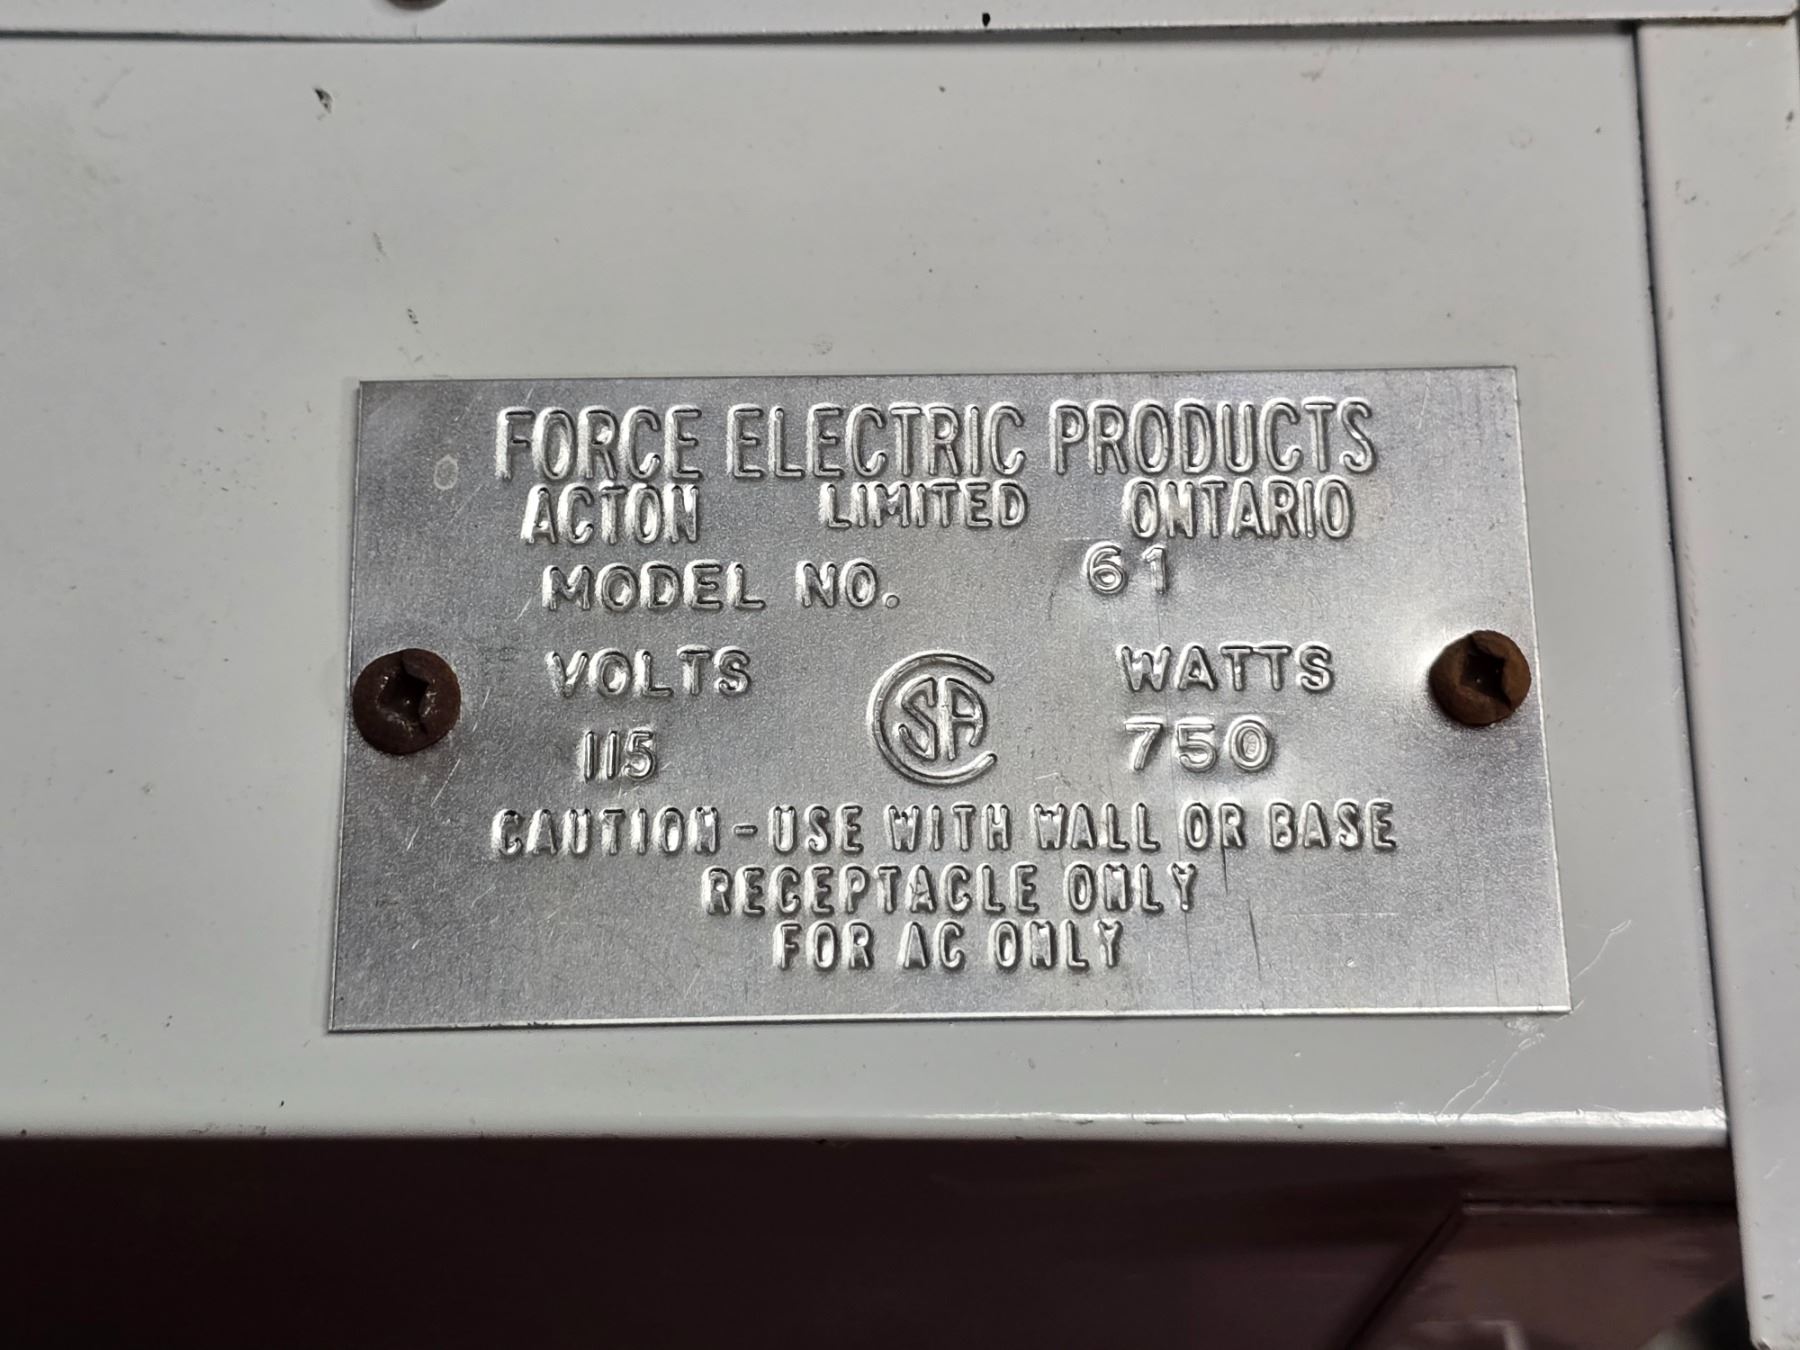 FORCE ELECTRIC PRODUCTS
ACTON LIMITED ONTARIO
MODEL NO. 61
VOLTS WATTS
CSA
115 750
CAUTION - USE WITH WALL OR BASE
RECEPTACLE ONLY
FOR AC ONLY